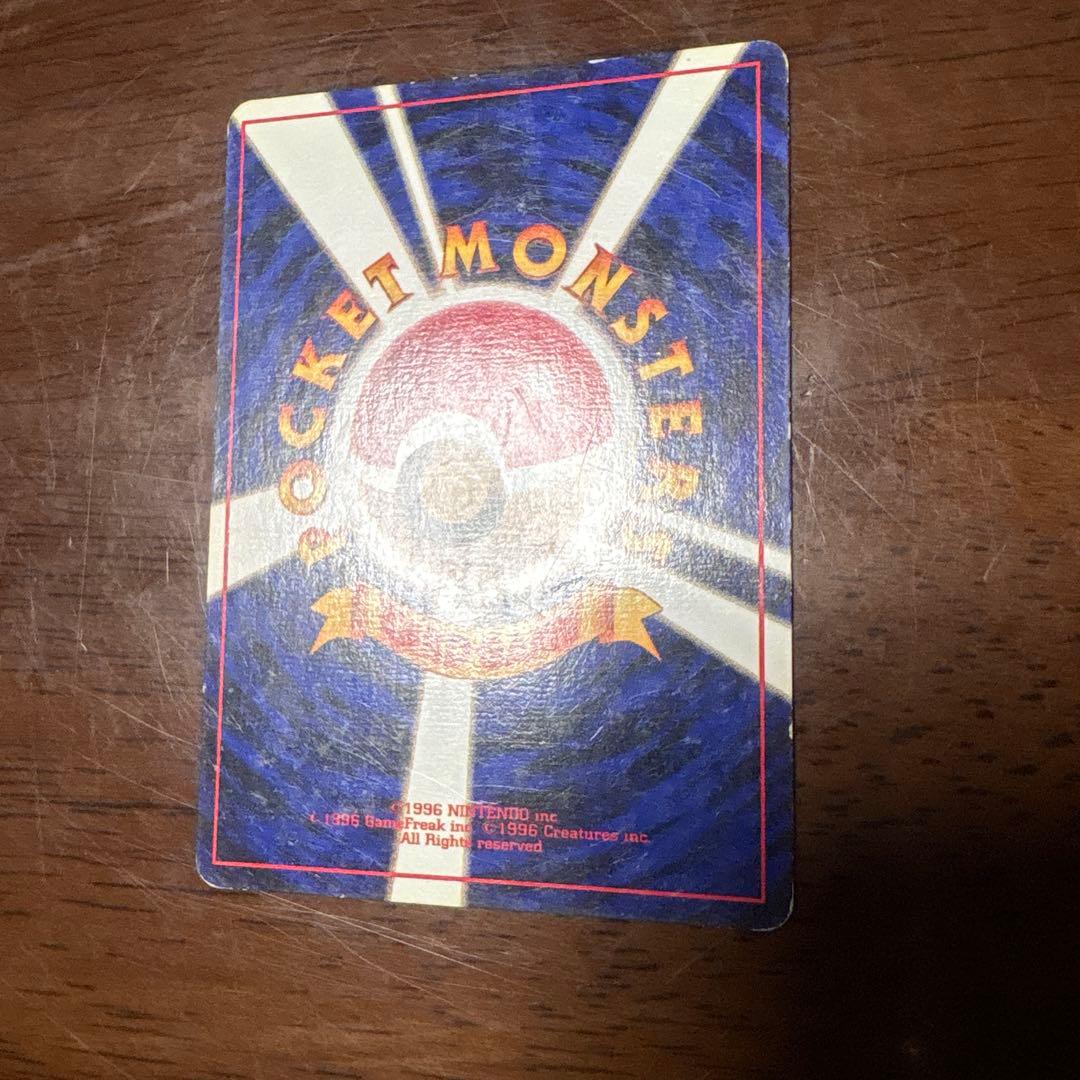 POCKET MONSTERS
©1996 NINTENDO inc
©1996 GameFreak inc ©1996 Creatures inc.
All Rights reserved